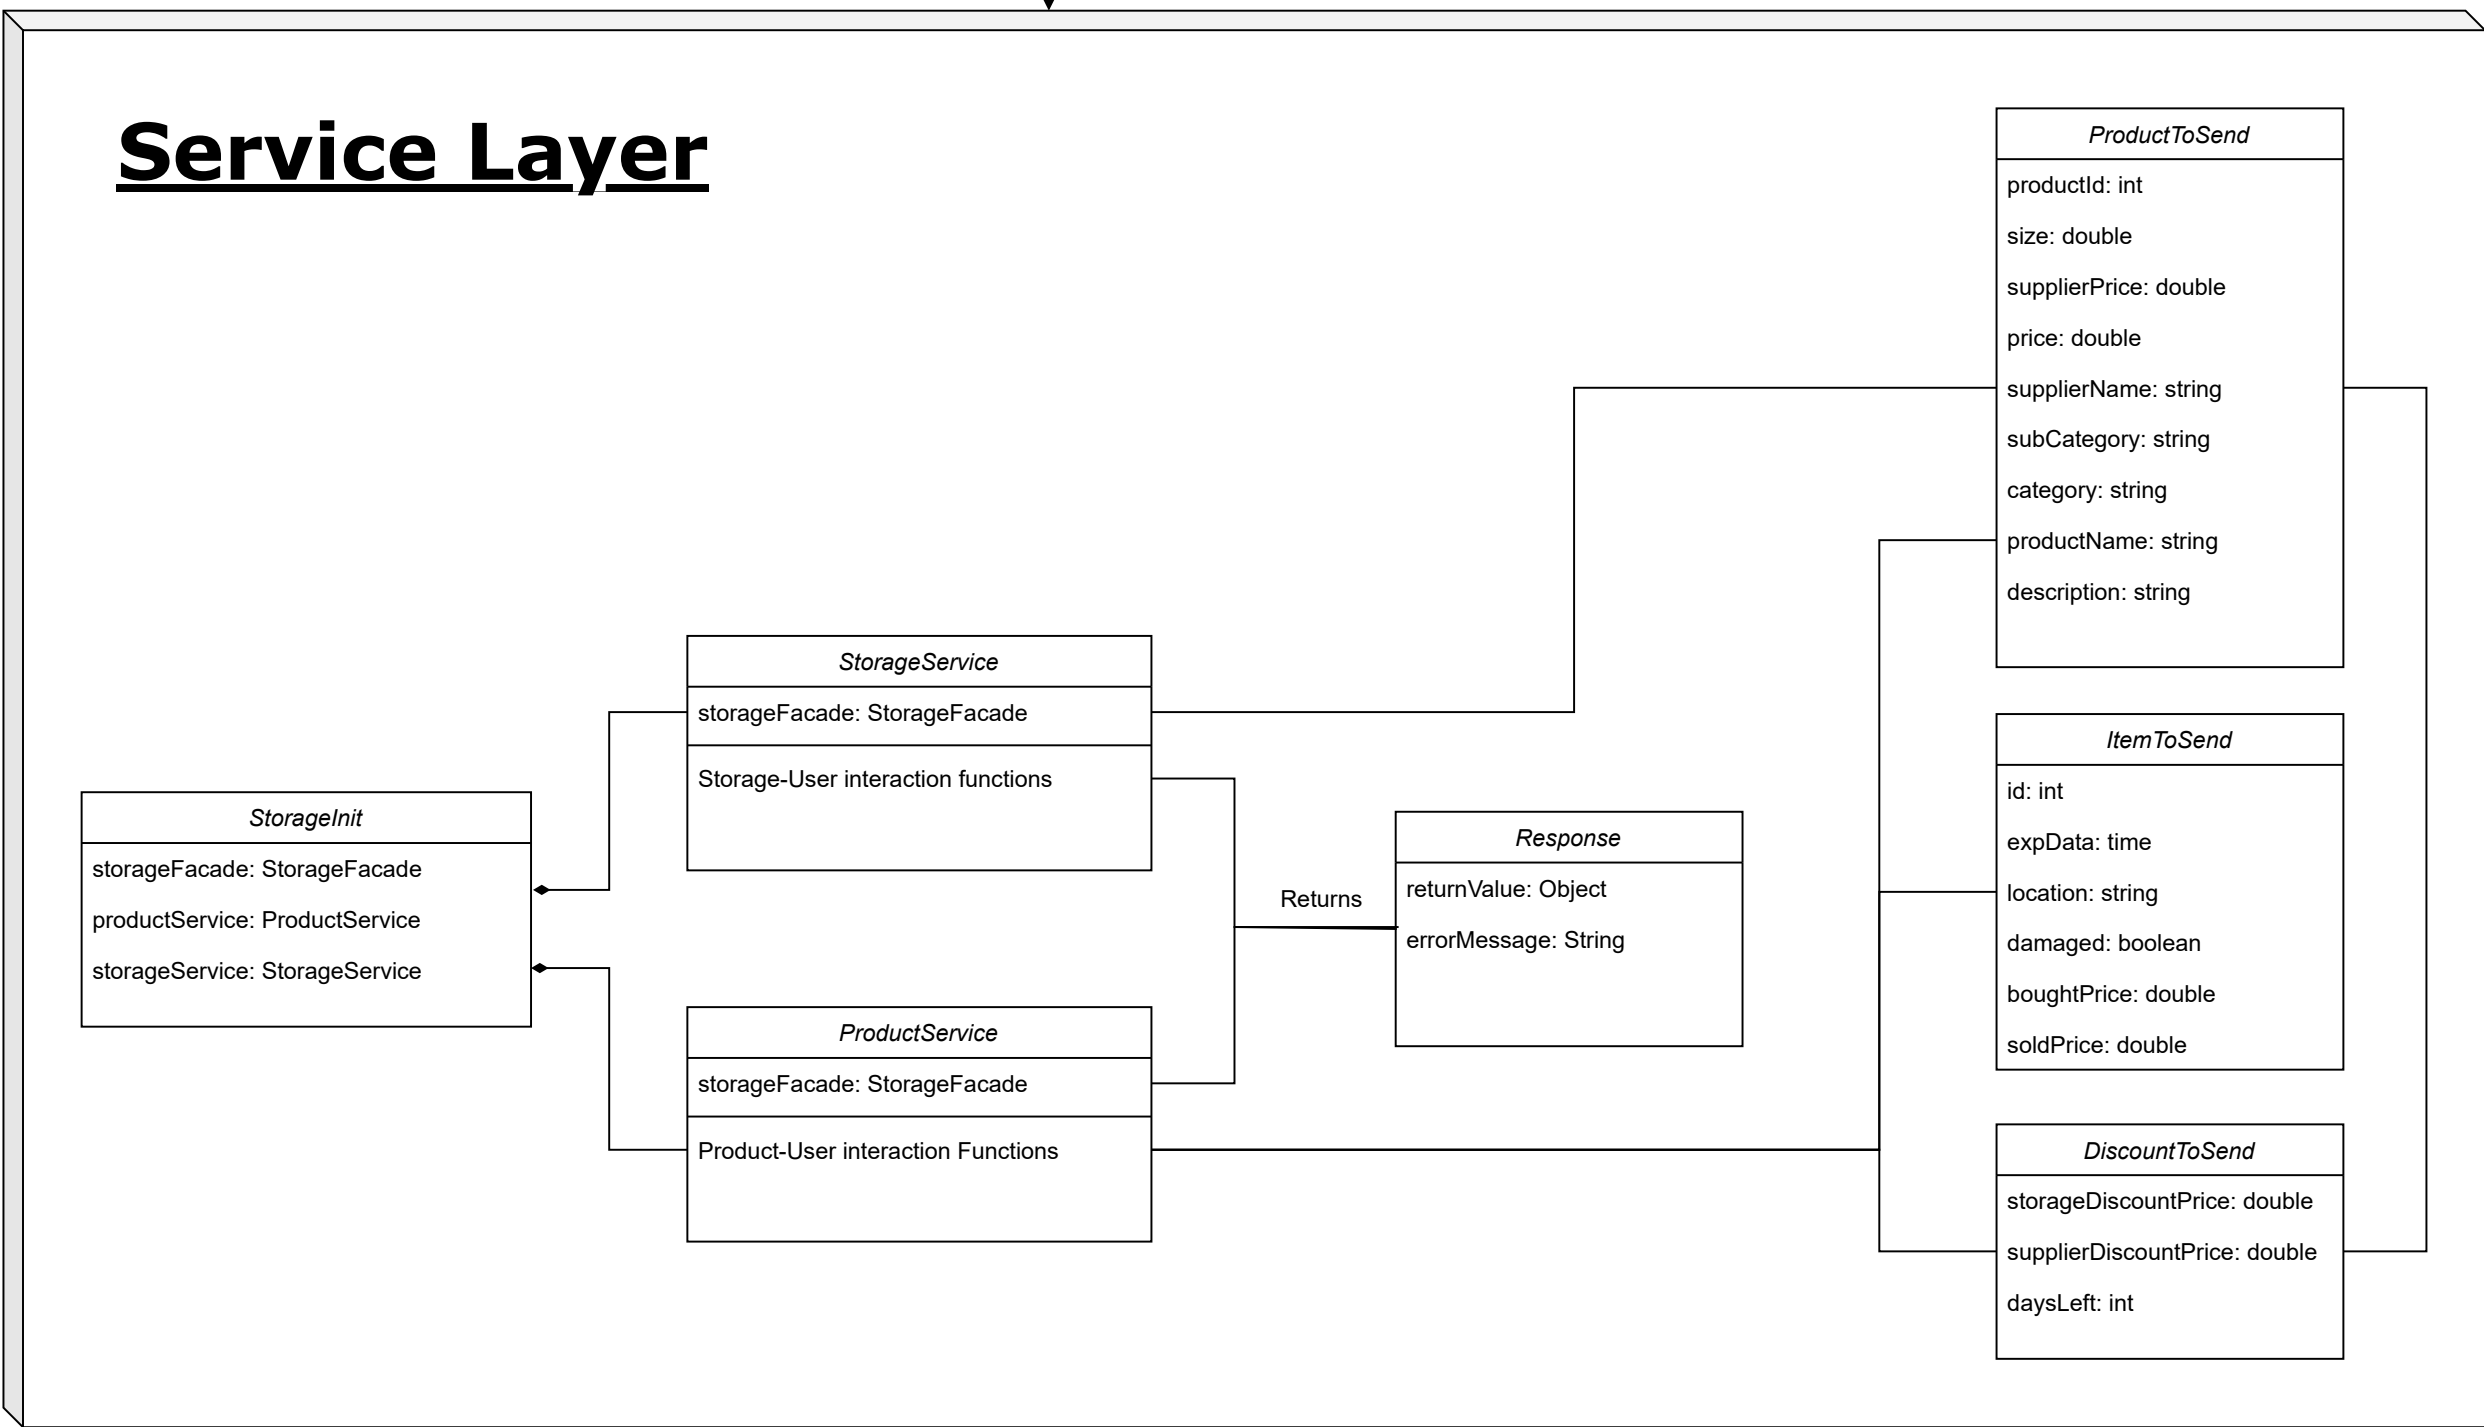 Service Layer
ProductToSend
productId: int
size: double
supplierPrice: double
price: double
supplierName: string
subCategory: string
category: string
productName: string
description: string
StorageService
storageFacade: StorageFacade
Storage-User interaction functions
StorageInit
storageFacade: StorageFacade
productService: ProductService
storageService: StorageService
Returns
Response
returnValue: Object
errorMessage: String
ProductService
storageFacade: StorageFacade
Product-User interaction Functions
ItemToSend
id: int
expData: time
location: string
damaged: boolean
boughtPrice: double
soldPrice: double
DiscountToSend
storageDiscountPrice: double
supplierDiscountPrice: double
daysLeft: int